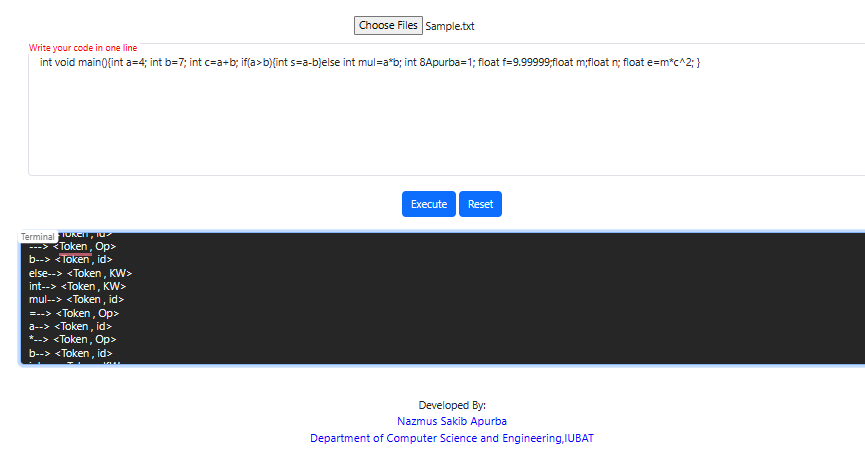 Choose Files Sample.txt
Write your code in one line
int void main(){int a=4; int b=7; int c=a+b; if(a>b){int s=a-b}else int mul=a*b; int 8Apurba=1; float f=9.99999;float m;float n; float e=m*c^2; }
Execute Reset
Terminal
---> <Token , Op>
b--> <Token , id>
else--> <Token , KW>
int--> <Token , KW>
mul--> <Token , id>
=--> <Token , Op>
a--> <Token , id>
*--> <Token , Op>
b--> <Token , id>
Developed By:
Nazmus Sakib Apurba
Department of Computer Science and Engineering,IUBAT